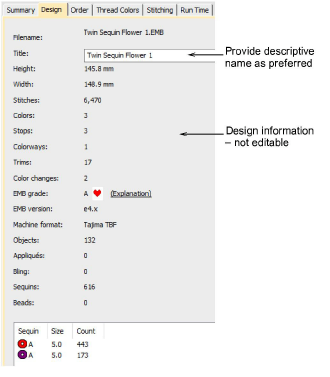 Summary Design Order Thread Colors Stitching Run Time
Filename: Twin Sequin Flower 1.EMB
Title: Twin Sequin Flower 1
Provide descriptive
name as preferred
Height: 145.8 mm
Width: 148.9 mm
Stitches: 6,470
Colors: 3
Stops: 3
Design information
– not editable
Colorways: 1
Trims: 17
Color changes: 2
EMB grade: A (Explanation)
EMB version: e4.x
Machine format: Tajima TBF
Objects: 132
Appliqués: 0
Bling: 0
Sequins: 616
Beads: 0
Sequin Size Count
A 5.0 443
A 5.0 173